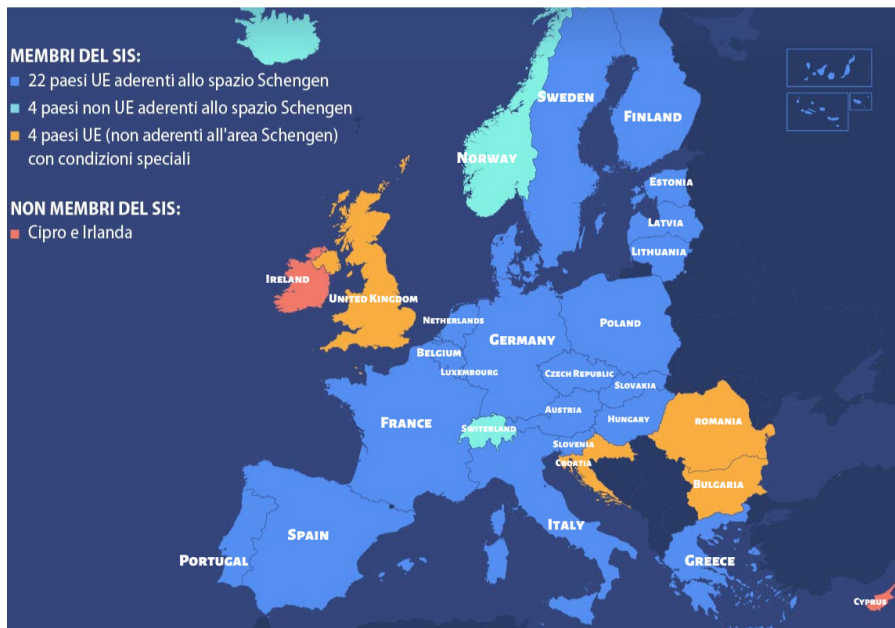 MEMBRI DEL SIS:
22 paesi UE aderenti allo spazio Schengen
4 paesi non UE aderenti allo spazio Schengen
4 paesi UE (non aderenti all'area Schengen)
con condizioni speciali
NON MEMBRI DEL SIS:
Cipro e Irlanda
SWEDEN
FINLAND
NORWAY
ESTONIA
LATVIA
LITHUANIA
IRELAND
UNITED KINGDOM
NETHERLANDS
GERMANY
POLAND
BELGIUM
LUXEMBOURG
CZECH REPUBLIC
SLOVAKIA
AUSTRIA
HUNGARY
FRANCE
SWITERLAND
ROMANIA
SLOVENIA
CROATIA
BULGARIA
ITALY
SPAIN
PORTUGAL
GREECE
CYPRUS